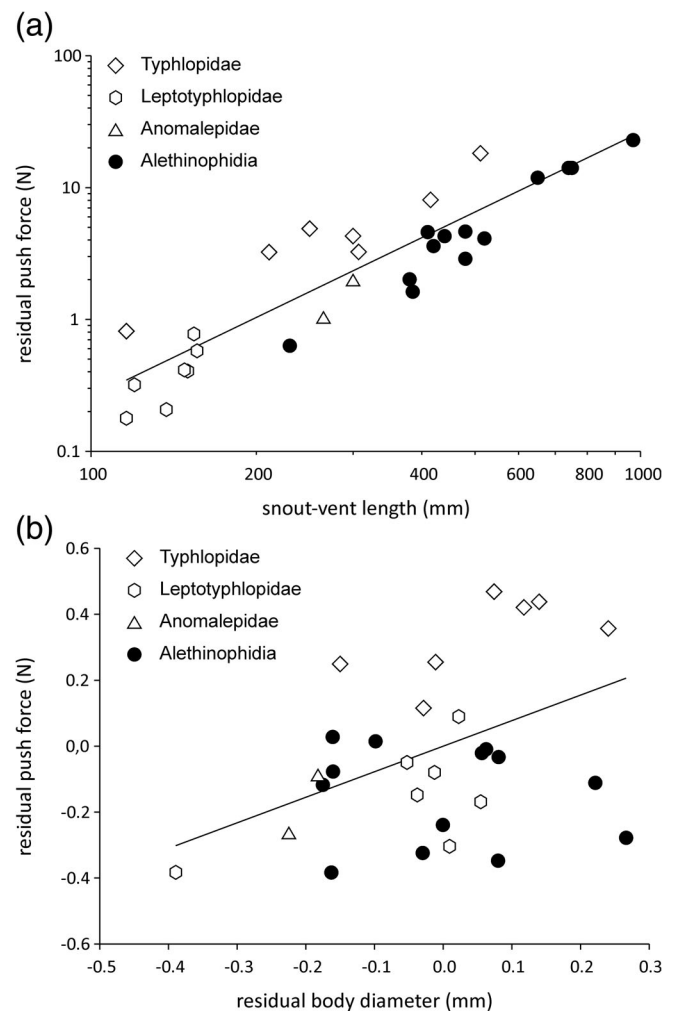 (a)
100
10
1
0.1
residual push force (N)
Typhlopidae
Leptotyphlopidae
Anomalepidae
Alethinophidia
100 200 400 600 800 1000
snout-vent length (mm)
(b)
0.6
0.4
0.2
0.0
-0.2
-0.4
-0.6
residual push force (N)
Typhlopidae
Leptotyphlopidae
Anomalepidae
Alethinophidia
-0.5 -0.4 -0.3 -0.2 -0.1 0.0 0.1 0.2 0.3
residual body diameter (mm)